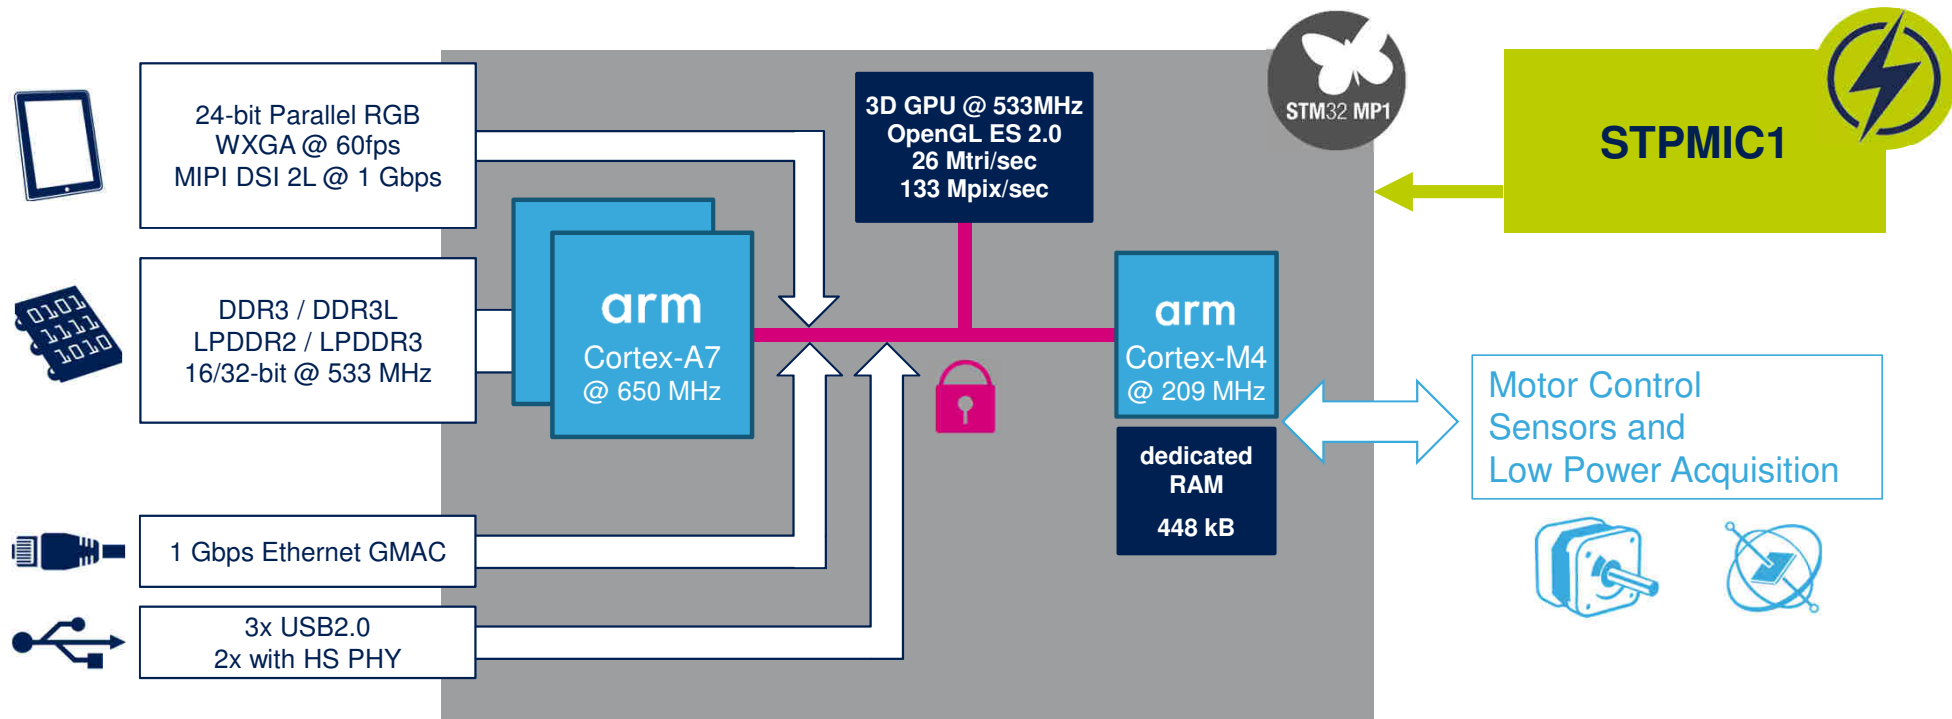 24-bit Parallel RGB
WXGA @ 60fps
MIPI DSI 2L @ 1 Gbps
DDR3 / DDR3L
LPDDR2 / LPDDR3
16/32-bit @ 533 MHz
0101
1111
1010
1 Gbps Ethernet GMAC
3x USB2.0
2x with HS PHY
arm
Cortex-A7
@ 650 MHz
3D GPU @ 533MHz
OpenGL ES 2.0
26 Mtri/sec
133 Mpix/sec
arm
Cortex-M4
@ 209 MHz
dedicated
RAM
448 kB
STM32 MP1
STPMIC1
Motor Control
Sensors and
Low Power Acquisition